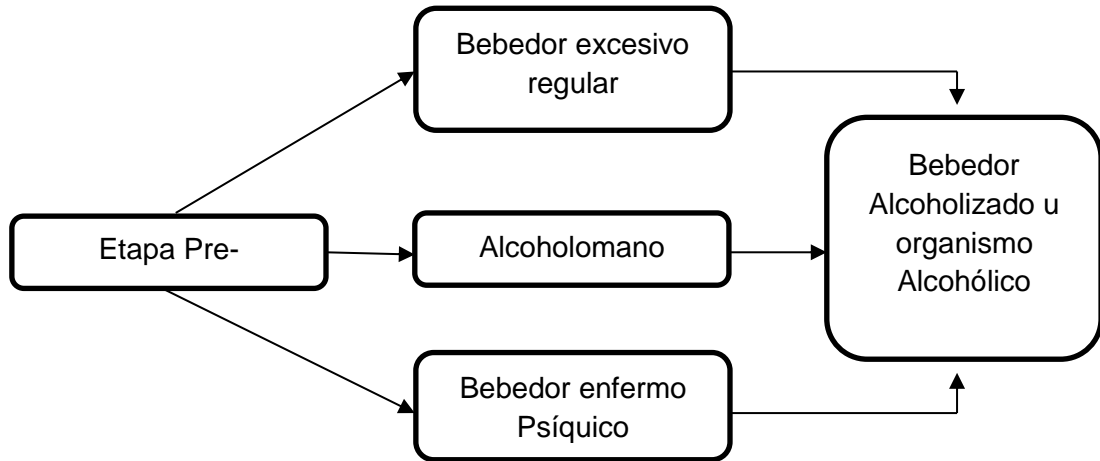 Bebedor excesivo
regular
Etapa Pre-
Alcoholomano
Bebedor
Alcoholizado u
organismo
Alcohólico
Bebedor enfermo
Psíquico